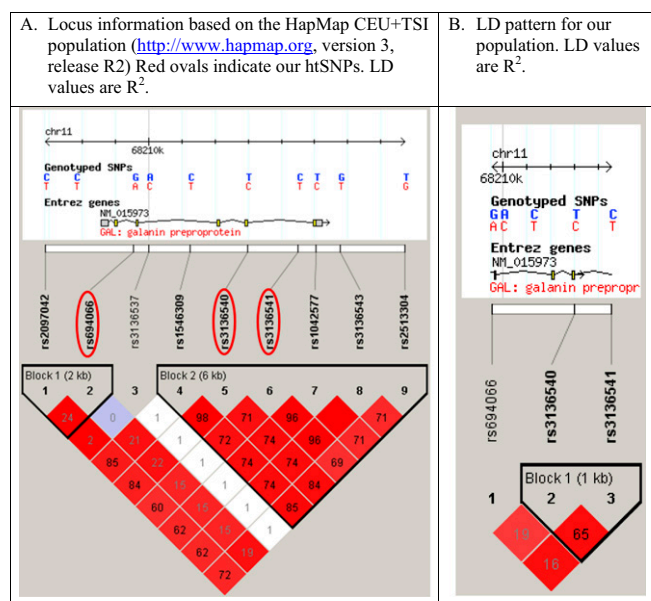 A. Locus information based on the HapMap CEU+TSI
population (http://www.hapmap.org, version 3,
release R2) Red ovals indicate our htSNPs. LD
values are R2.
B. LD pattern for our
population. LD values
are R2.
chr11
68210k
Genotyped SNPs
C C G A C T C T G T
T T A C T C T C T G
Entrez genes
NM_015973
GAL: galanin preproprotein
rs2097042 rs694066 rs3136537 rs1546309 rs3136540 rs3136541 rs1042577 rs3136543 rs2513304
Block 1 (2 kb) Block 2 (6 kb)
1 2 3 4 5 6 7 8 9
24 0 1 98 71 96 71
2 21 1 72 74 96 71
85 22 1 74 74 69
84 15 1 74 84
60 15 1 85
62 15 1
62 19
72
chr11
68210k
Genotyped SNPs
G A C T C
A C T C T
Entrez genes
NM_015973
GAL: galanin prepropr
rs694066 rs3136540 rs3136541
Block 1 (1 kb)
1 2 3
19 65
16